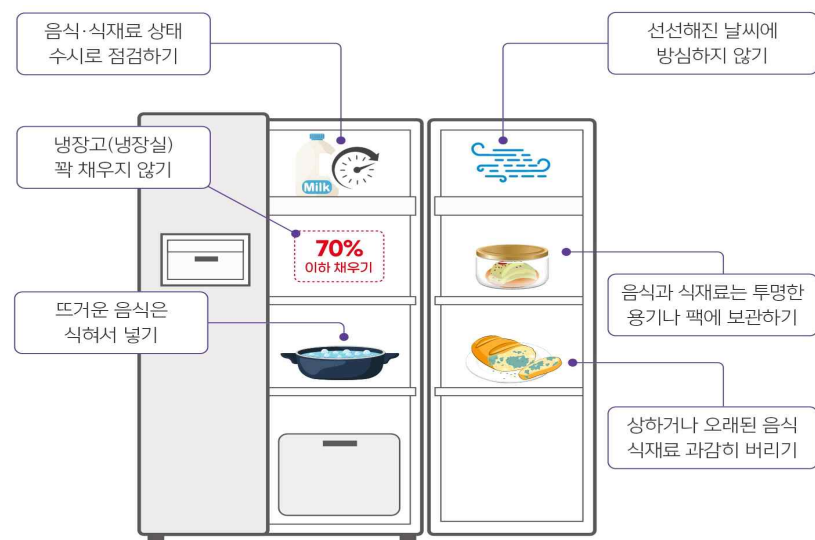 음식·식재료 상태
수시로 점검하기
선선해진 날씨에
방심하지 않기
냉장고(냉장실)
꽉 채우지 않기
Milk
70%
이하 채우기
음식과 식재료는 투명한
용기나 팩에 보관하기
뜨거운 음식은
식혀서 넣기
상하거나 오래된 음식
식재료 과감히 버리기